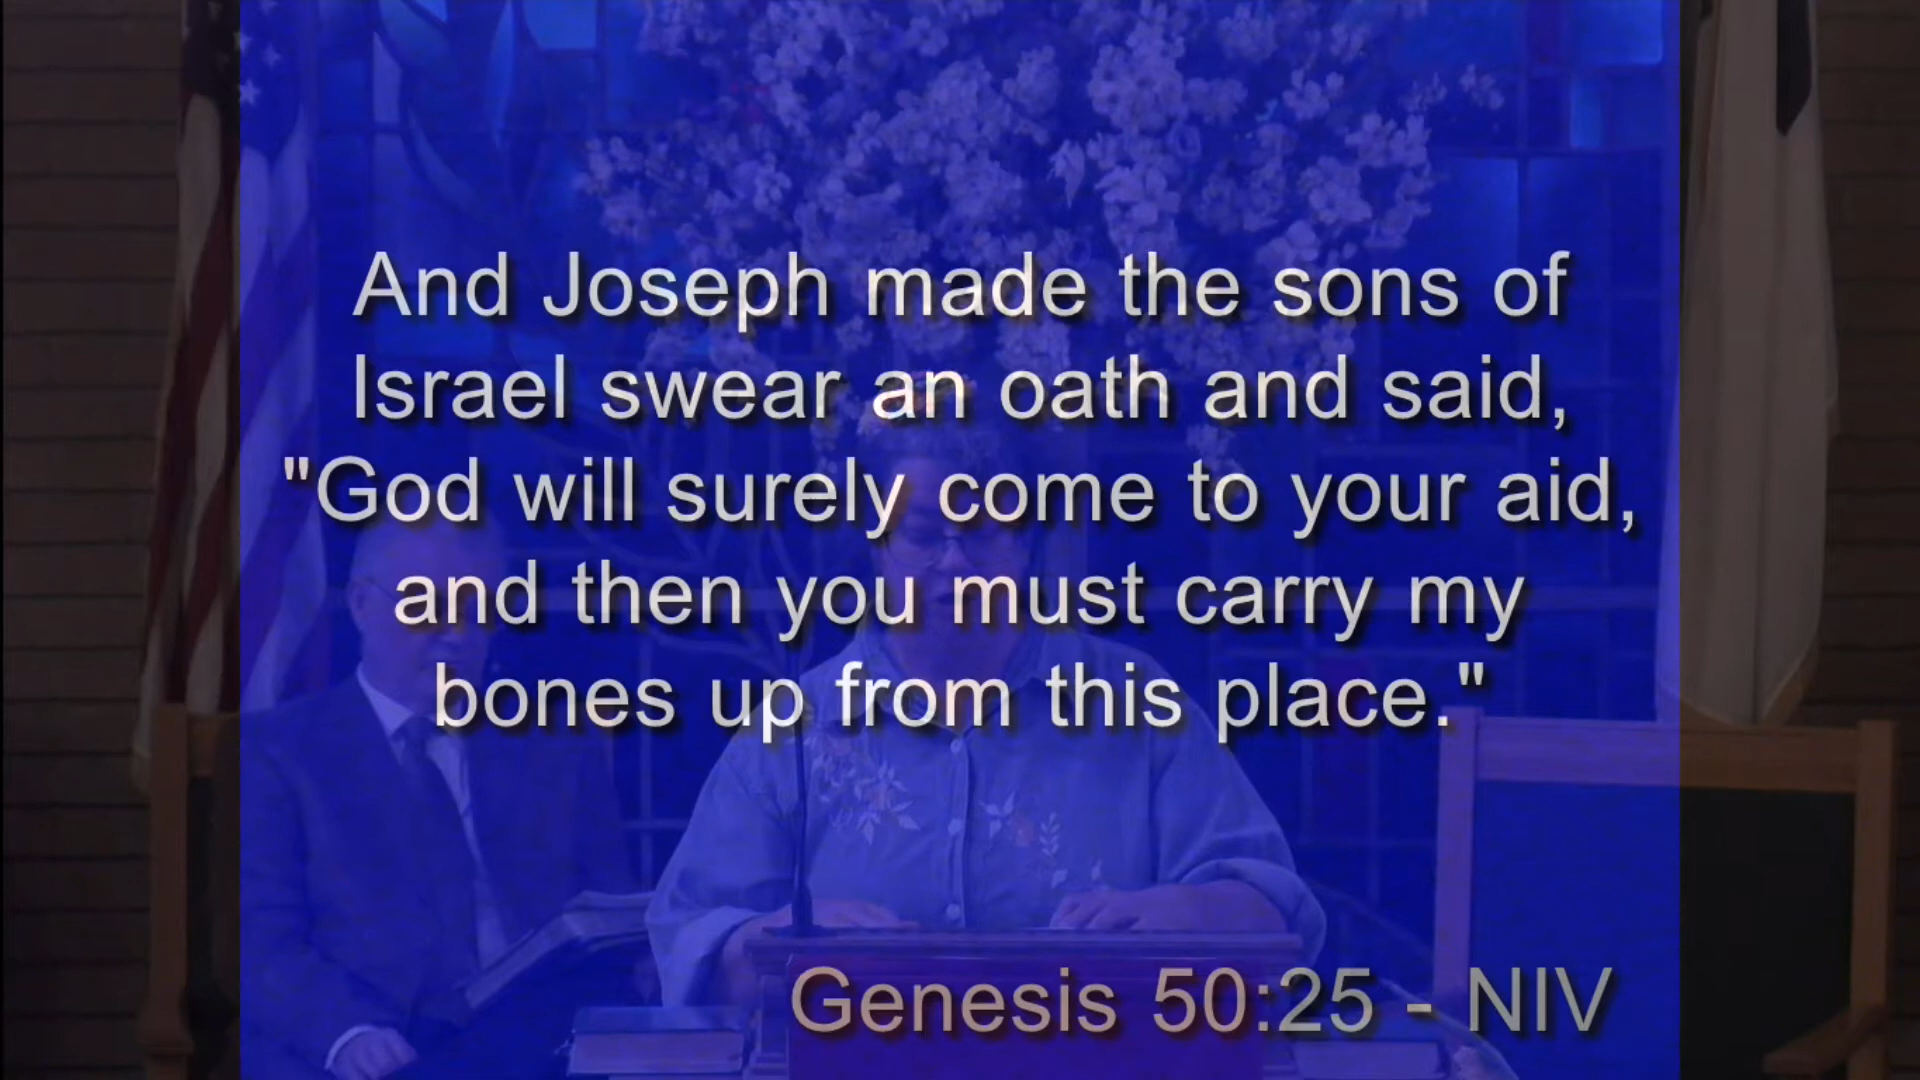 And Joseph made the sons of
Israel swear an oath and said,
"God will surely come to your aid,
and then you must carry my
bones up from this place."
Genesis 50:25 - NIV